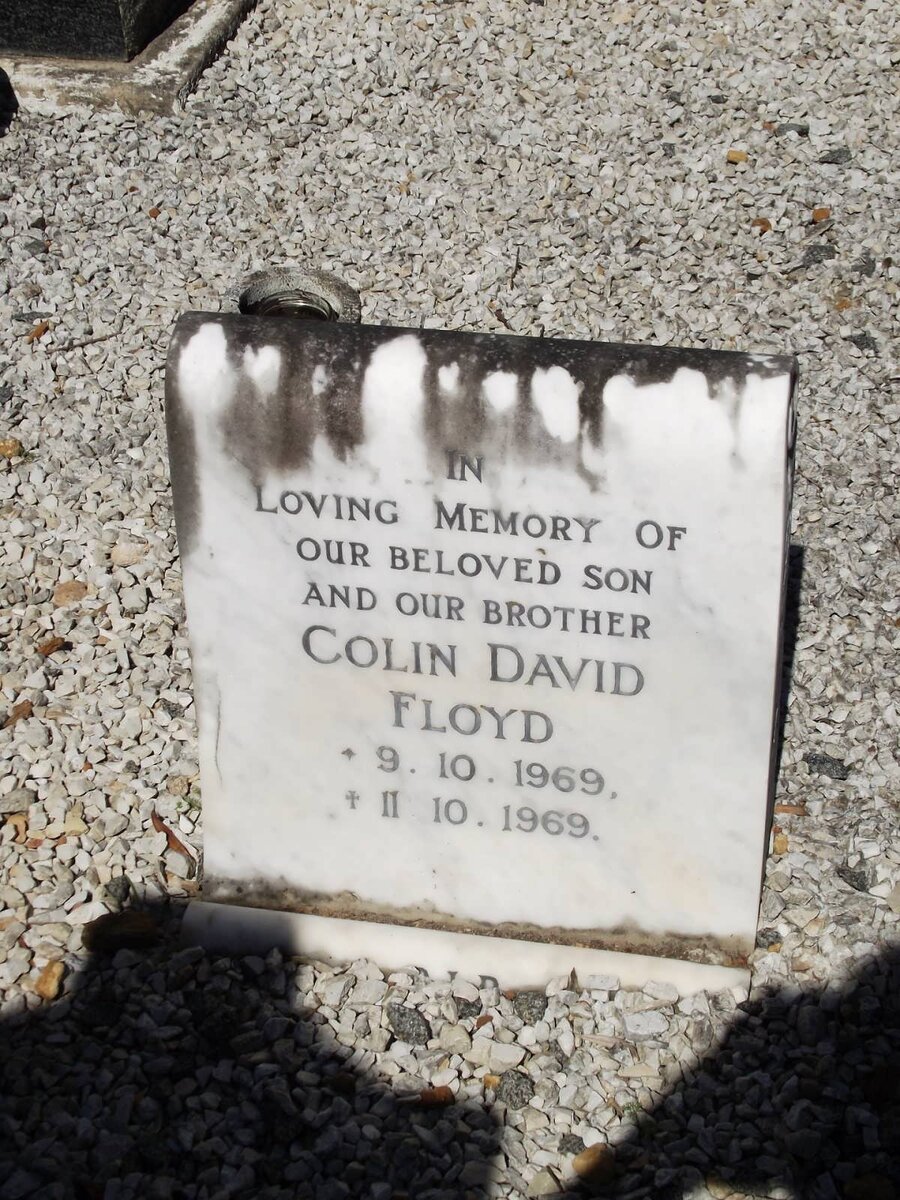 IN
LOVING MEMORY OF
OUR BELOVED SON
AND OUR BROTHER
COLIN DAVID
FLOYD
* 9. 10. 1969,
† 11 10. 1969.
R.I.P.